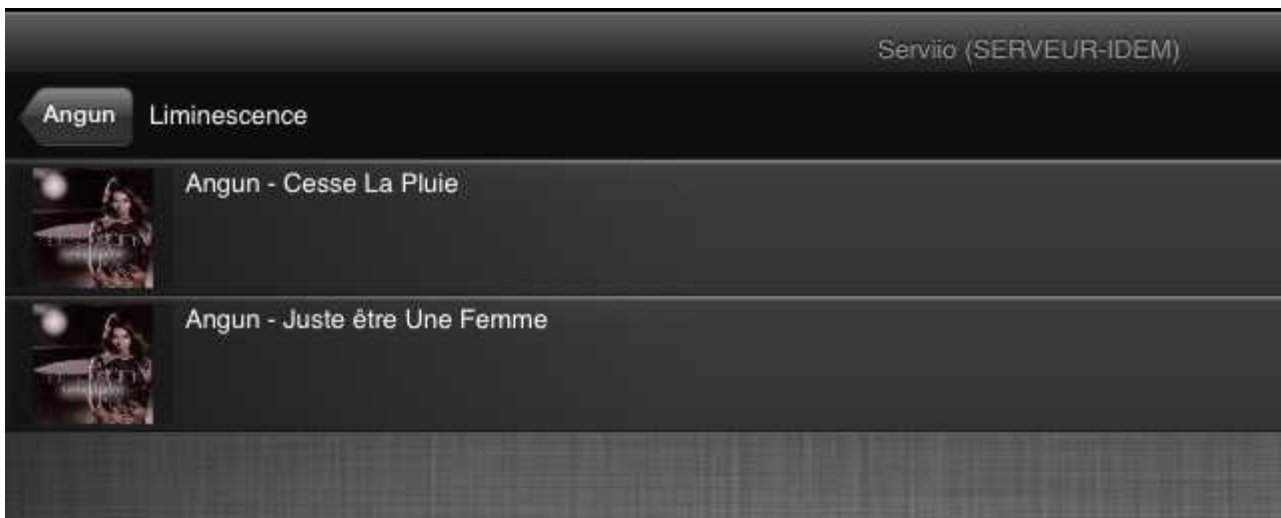 Serviio (SERVEUR-IDEM)
Angun Liminescence
Angun - Cesse La Pluie
Angun - Juste être Une Femme